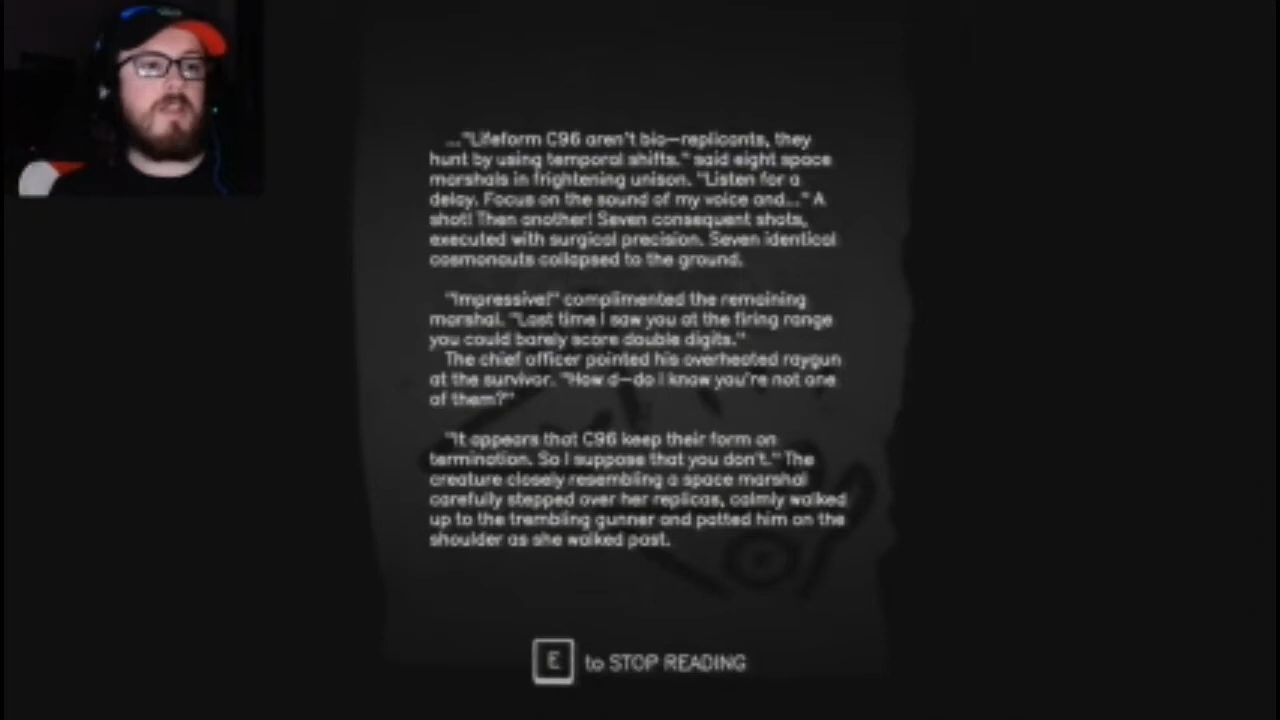 ..."Lifeform C96 aren't bio-replicants, they
hunt by using temporal shifts." said eight space
marshals in frightening unison. "Listen for a
delay. Focus on the sound of my voice and..." A
shot! Then another! Seven consequent shots,
executed with surgical precision. Seven identical
cosmonauts collapsed to the ground.
"Impressive!" complimented the remaining
marshal. "Last time I saw you at the firing range
you could barely score double digits."
The chief officer pointed his overheated raygun
at the survivor. "How d-do I know you're not one
of them?"
"It appears that C96 keep their form on
termination. So I suppose that you don't." The
creature closely resembling a space marshal
carefully stepped over her replicas, calmly walked
up to the trembling gunner and patted him on the
shoulder as she walked past.
E to STOP READING